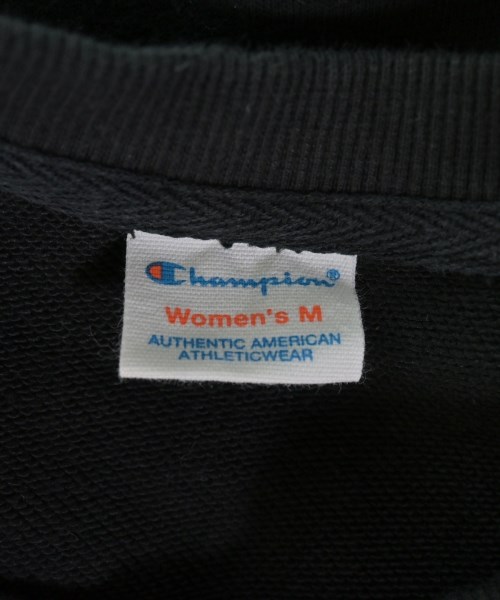 Champion®
Women's M
AUTHENTIC AMERICAN
ATHLETICWEAR